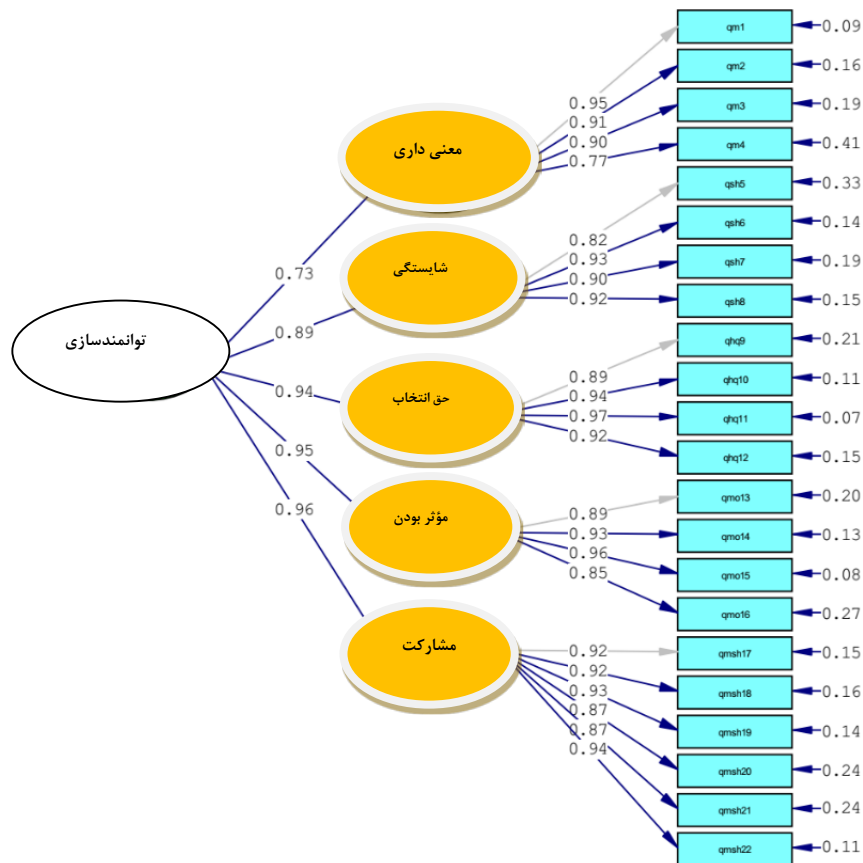 qm1
0.09
qm2
0.16
qm3
0.19
qm4
0.41
qsh5
0.33
qsh6
0.14
qsh7
0.19
qsh8
0.15
qhq9
0.21
qhq10
0.11
qhq11
0.07
qhq12
0.15
qmo13
0.20
qmo14
0.13
qmo15
0.08
qmo16
0.27
qmsh17
0.15
qmsh18
0.16
qmsh19
0.14
qmsh20
0.24
qmsh21
0.24
qmsh22
0.11
0.95
0.91
0.90
0.77
0.82
0.93
0.90
0.92
0.89
0.94
0.97
0.92
0.89
0.93
0.96
0.85
0.92
0.92
0.93
0.87
0.87
0.94
معنی داری
شایستگی
حق انتخاب
مؤثر بودن
مشارکت
0.73
0.89
0.94
0.95
0.96
توانمندسازی